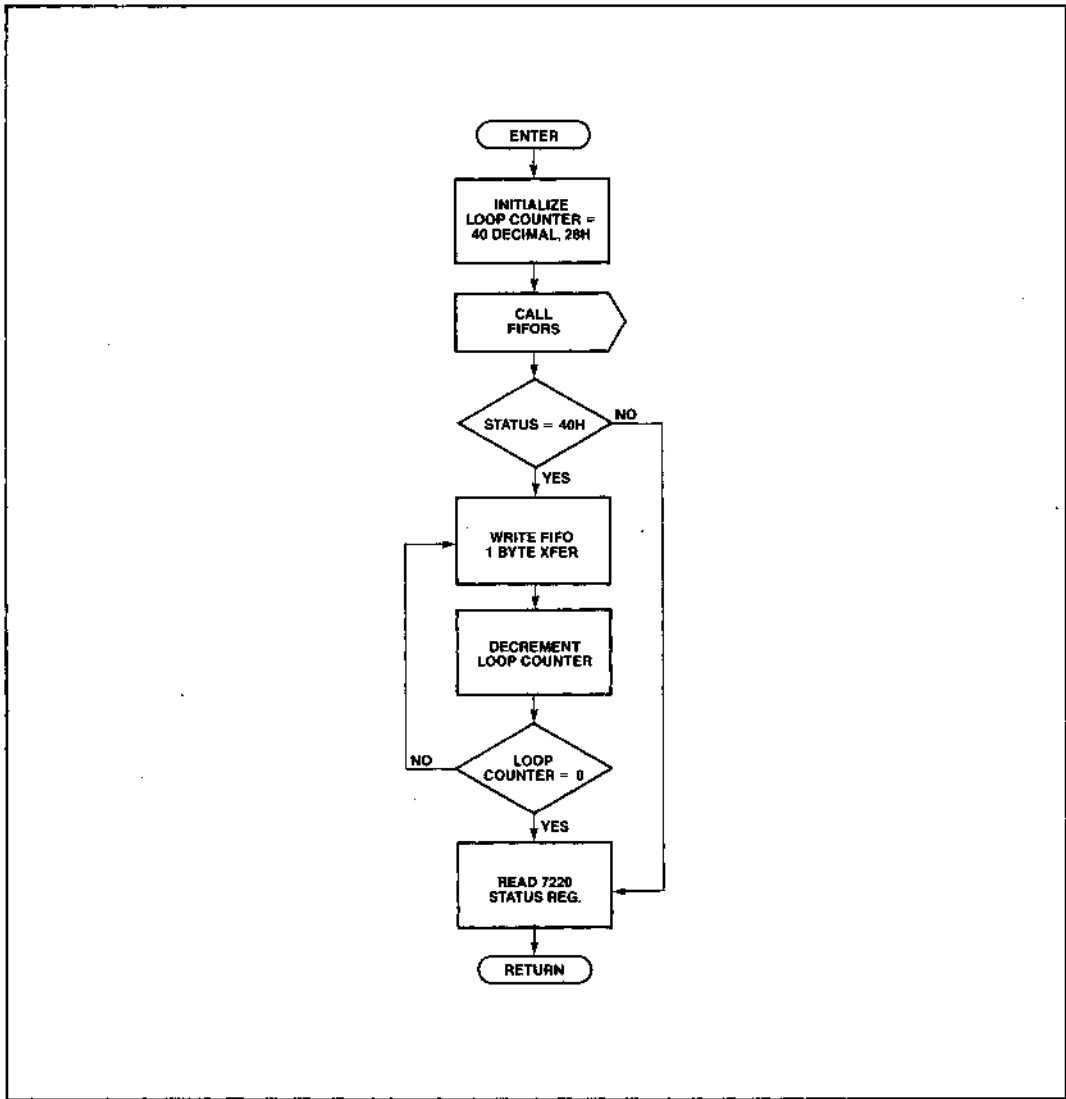 ENTER
INITIALIZE
LOOP COUNTER =
40 DECIMAL, 28H
CALL
FIFORS
STATUS = 40H
NO
YES
WRITE FIFO
1 BYTE XFER
DECREMENT
LOOP COUNTER
LOOP
COUNTER = 0
NO
YES
READ 7220
STATUS REG.
RETURN